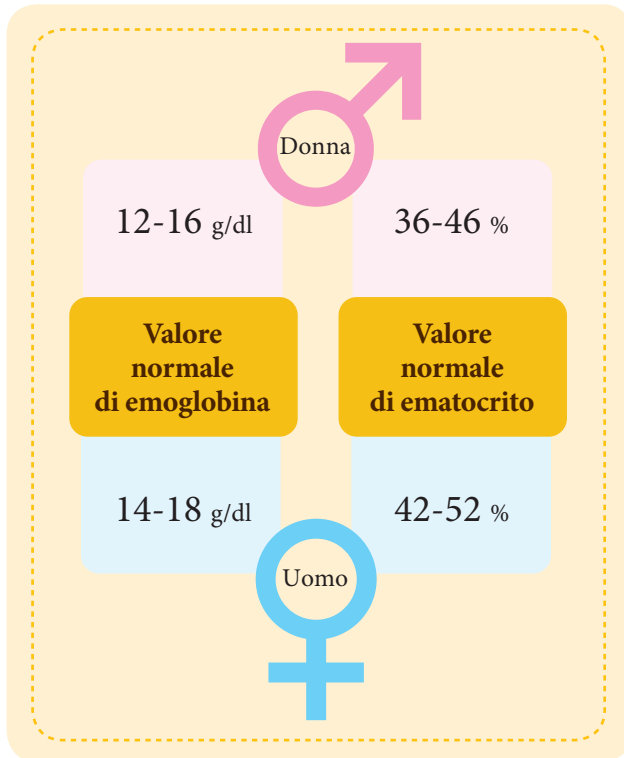 Donna
12-16 g/dl
36-46 %
Valore
normale
di emoglobina
Valore
normale
di ematocrito
14-18 g/dl
42-52 %
Uomo